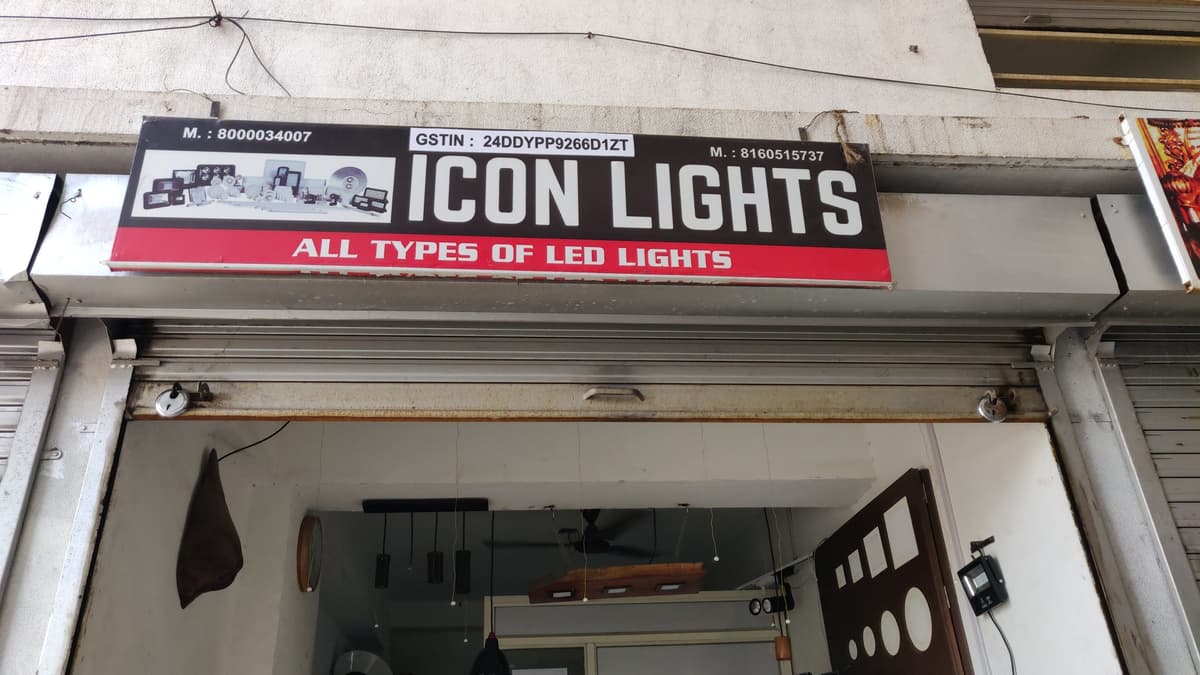 M. : 8000034007
GSTIN : 24DDYPP9266D1ZT
M. : 8160515737
ICON LIGHTS
ALL TYPES OF LED LIGHTS